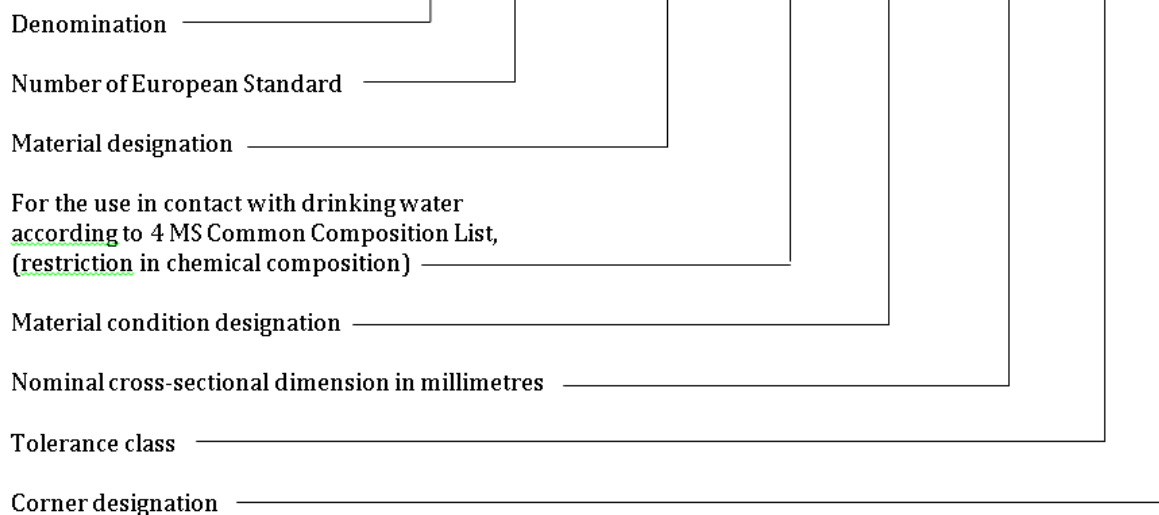 Denomination
Number of European Standard
Material designation
For the use in contact with drinking water
according to 4 MS Common Composition List,
(restriction in chemical composition)
Material condition designation
Nominal cross-sectional dimension in millimetres
Tolerance class
Corner designation